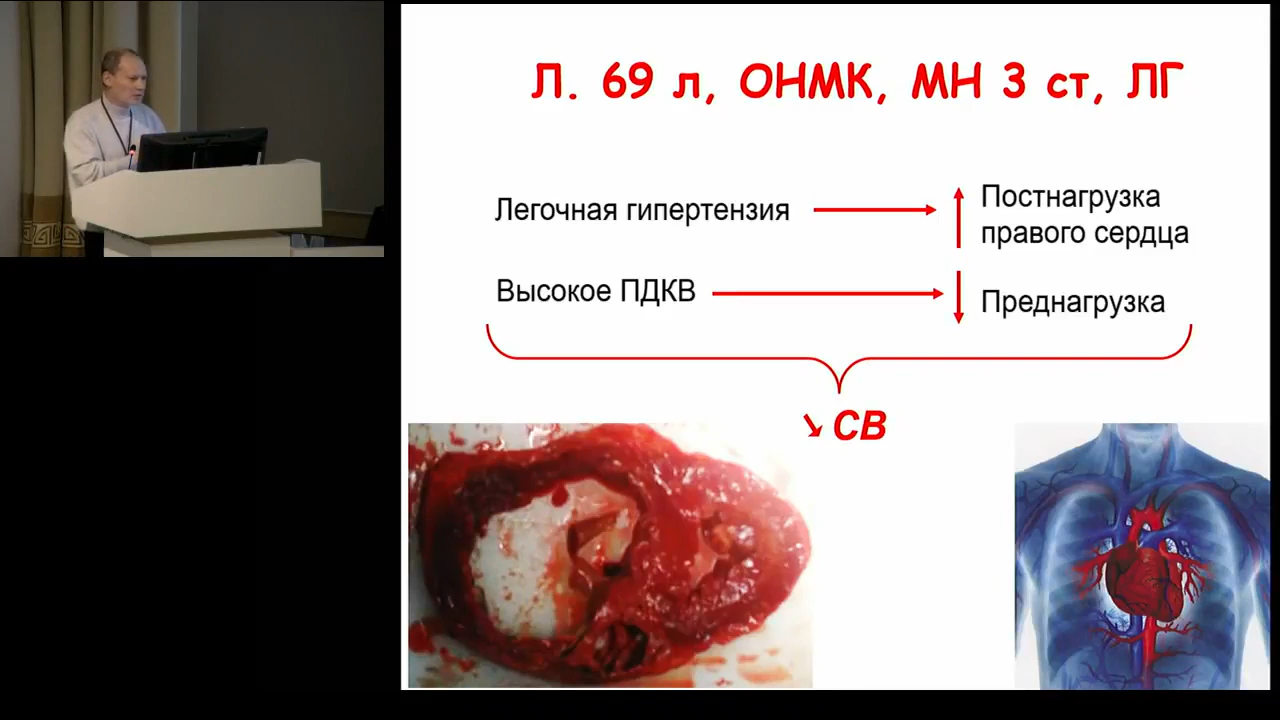 Л. 69 л, ОНМК, МН 3 ст, ЛГ
Легочная гипертензия
Постнагрузка
правого сердца
Высокое ПДКВ
Преднагрузка
СВ